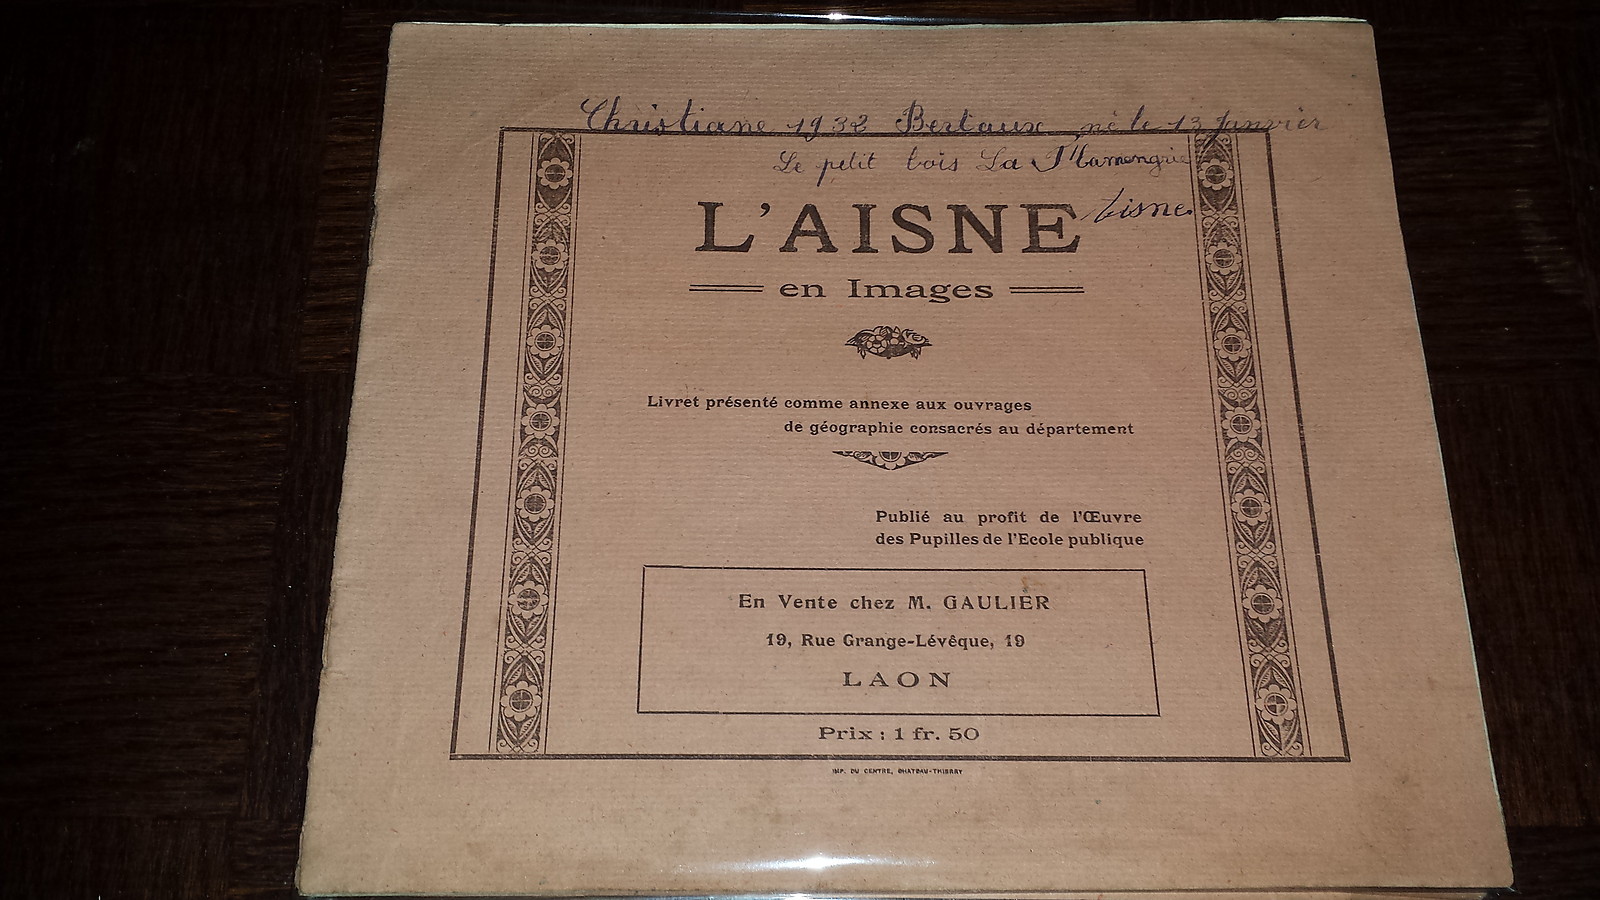 Christiane 1932 Bertaux né le 13 Janvier
Le petit bois La Flamengrie
Aisne.
L'AISNE
en Images
Livret présenté comme annexe aux ouvrages
de géographie consacrés au département
Publié au profit de l'Œuvre
des Pupilles de l'Ecole publique
En Vente chez M. GAULIER
19, Rue Grange-Lévêque, 19
LAON
Prix : 1 fr. 50
IMP. DU CENTRE, CHATEAU-THIERRY